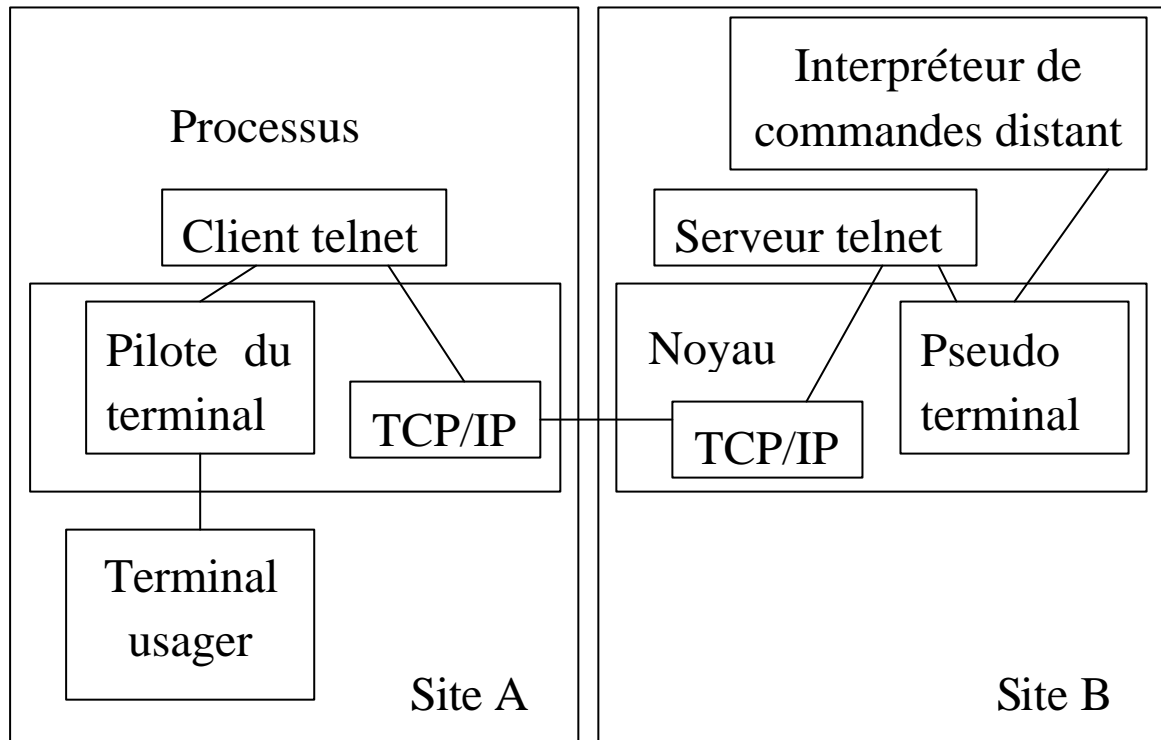 Processus
Client telnet
Pilote du
terminal
TCP/IP
Terminal
usager
Site A
Interpréteur de
commandes distant
Serveur telnet
Noyau
Pseudo
terminal
TCP/IP
Site B